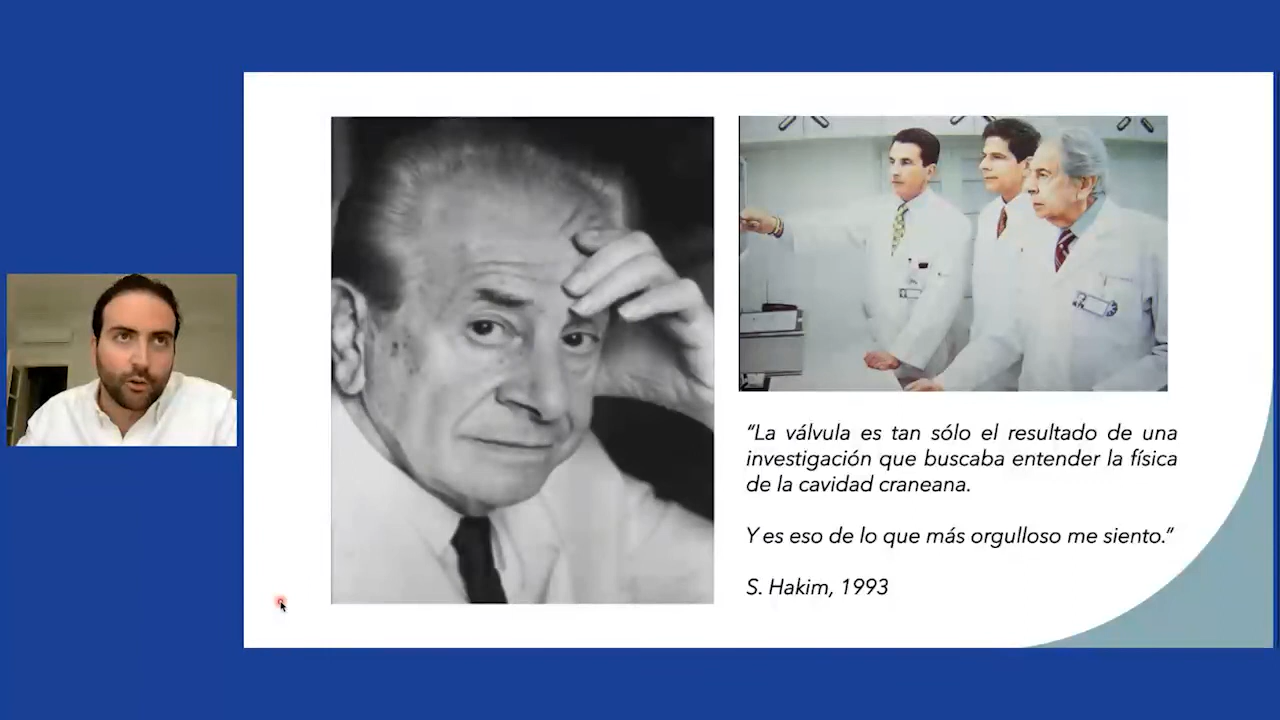 “La válvula es tan sólo el resultado de una
investigación que buscaba entender la física
de la cavidad craneana.
Y es eso de lo que más orgulloso me siento.”
S. Hakim, 1993